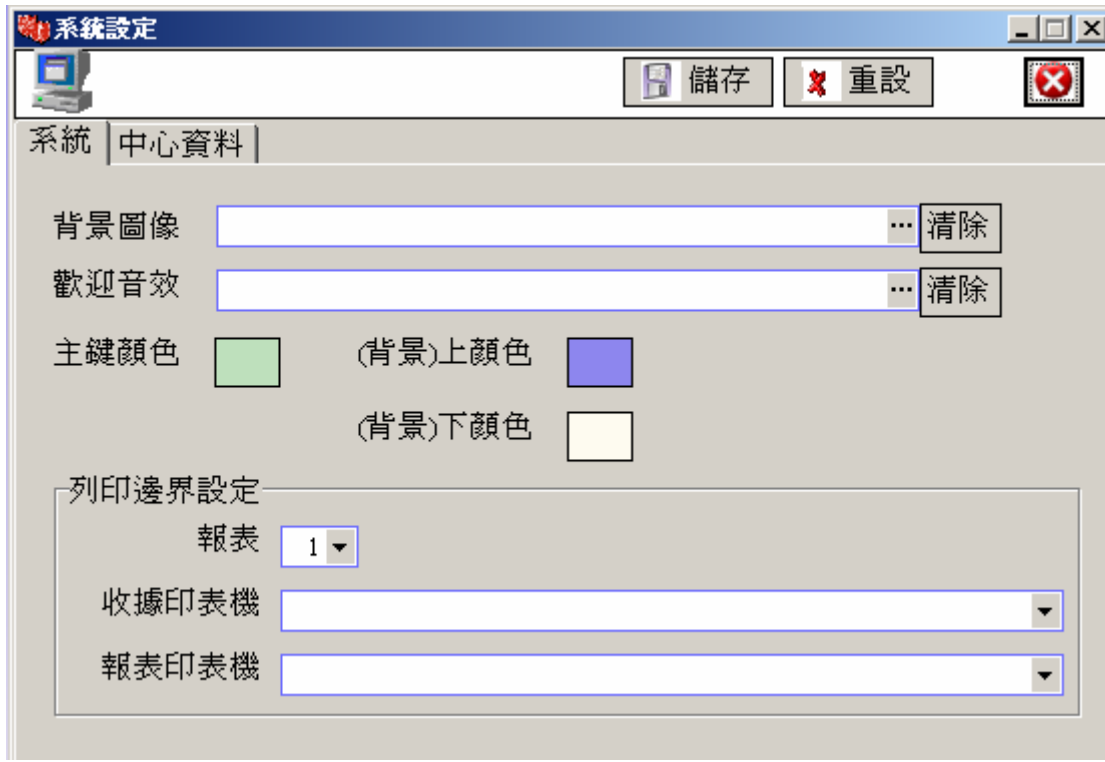 系統設定
儲存 重設
系統 中心資料
背景圖像 ... 清除
歡迎音效 ... 清除
主鍵顏色 (背景)上顏色
(背景)下顏色
列印邊界設定
報表 1
收據印表機
報表印表機